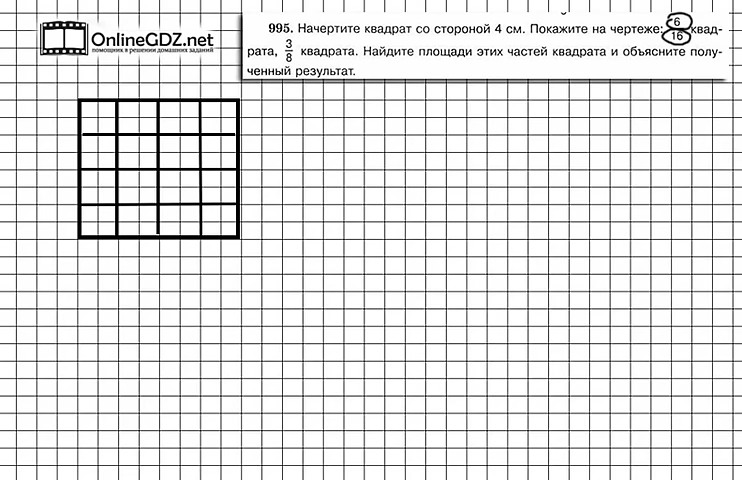 OnlineGDZ.net
помощник в решении домашних заданий
995. Начертите квадрат со стороной 4 см. Покажите на чертеже: 6/16 квад-
рата, 3/8 квадрата. Найдите площади этих частей квадрата и объясните полу-
ченный результат.